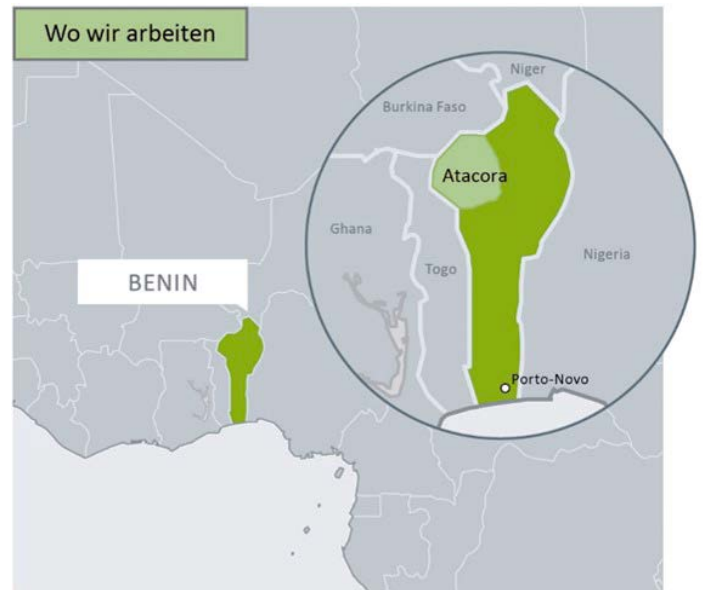 Wo wir arbeiten
Niger
Burkina Faso
Atacora
Ghana
Togo
Nigeria
BENIN
Porto-Novo